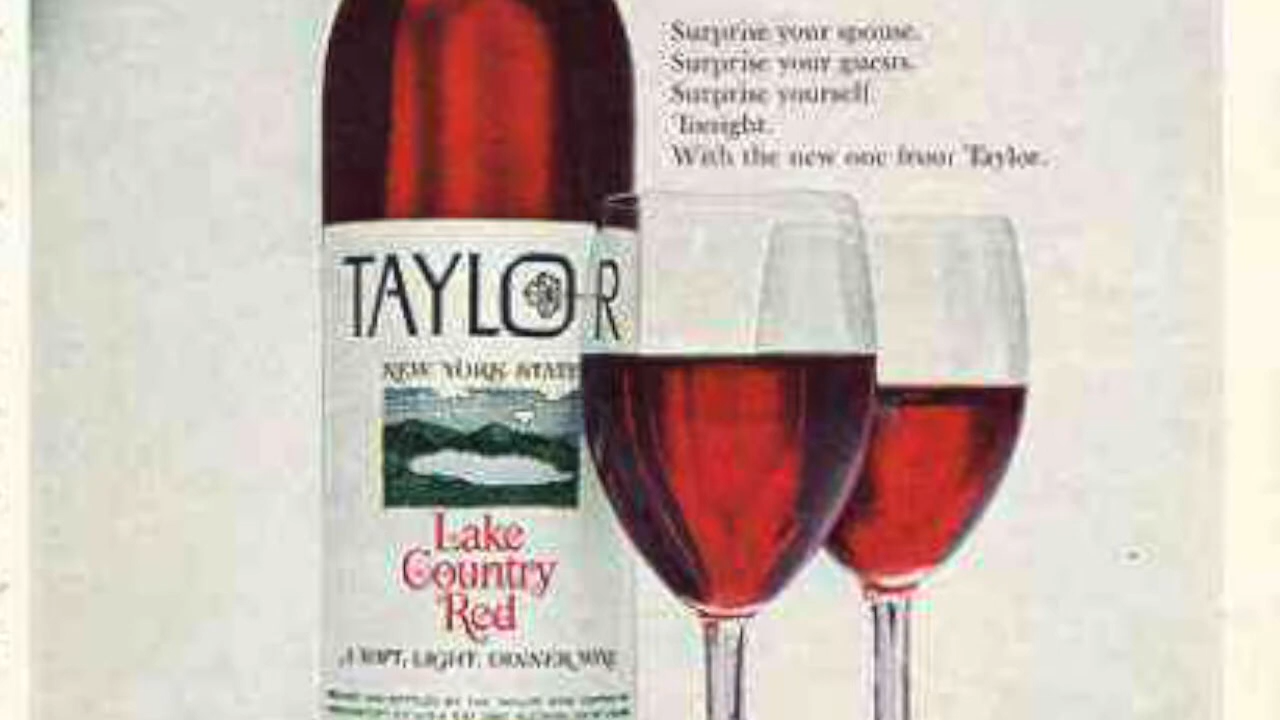 Surprise your spouse.
Surprise your guests.
Surprise yourself.
Tonight.
With the new one from Taylor.
TAYLOR
NEW YORK STATE
Lake
Country
Red
A SOFT, LIGHT, DINNER WINE